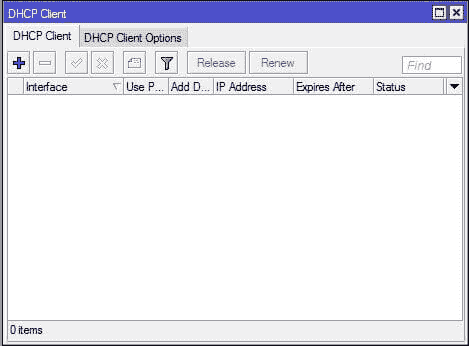 DHCP Client
DHCP Client DHCP Client Options
Release Renew Find
Interface Use P... Add D... IP Address Expires After Status
0 items